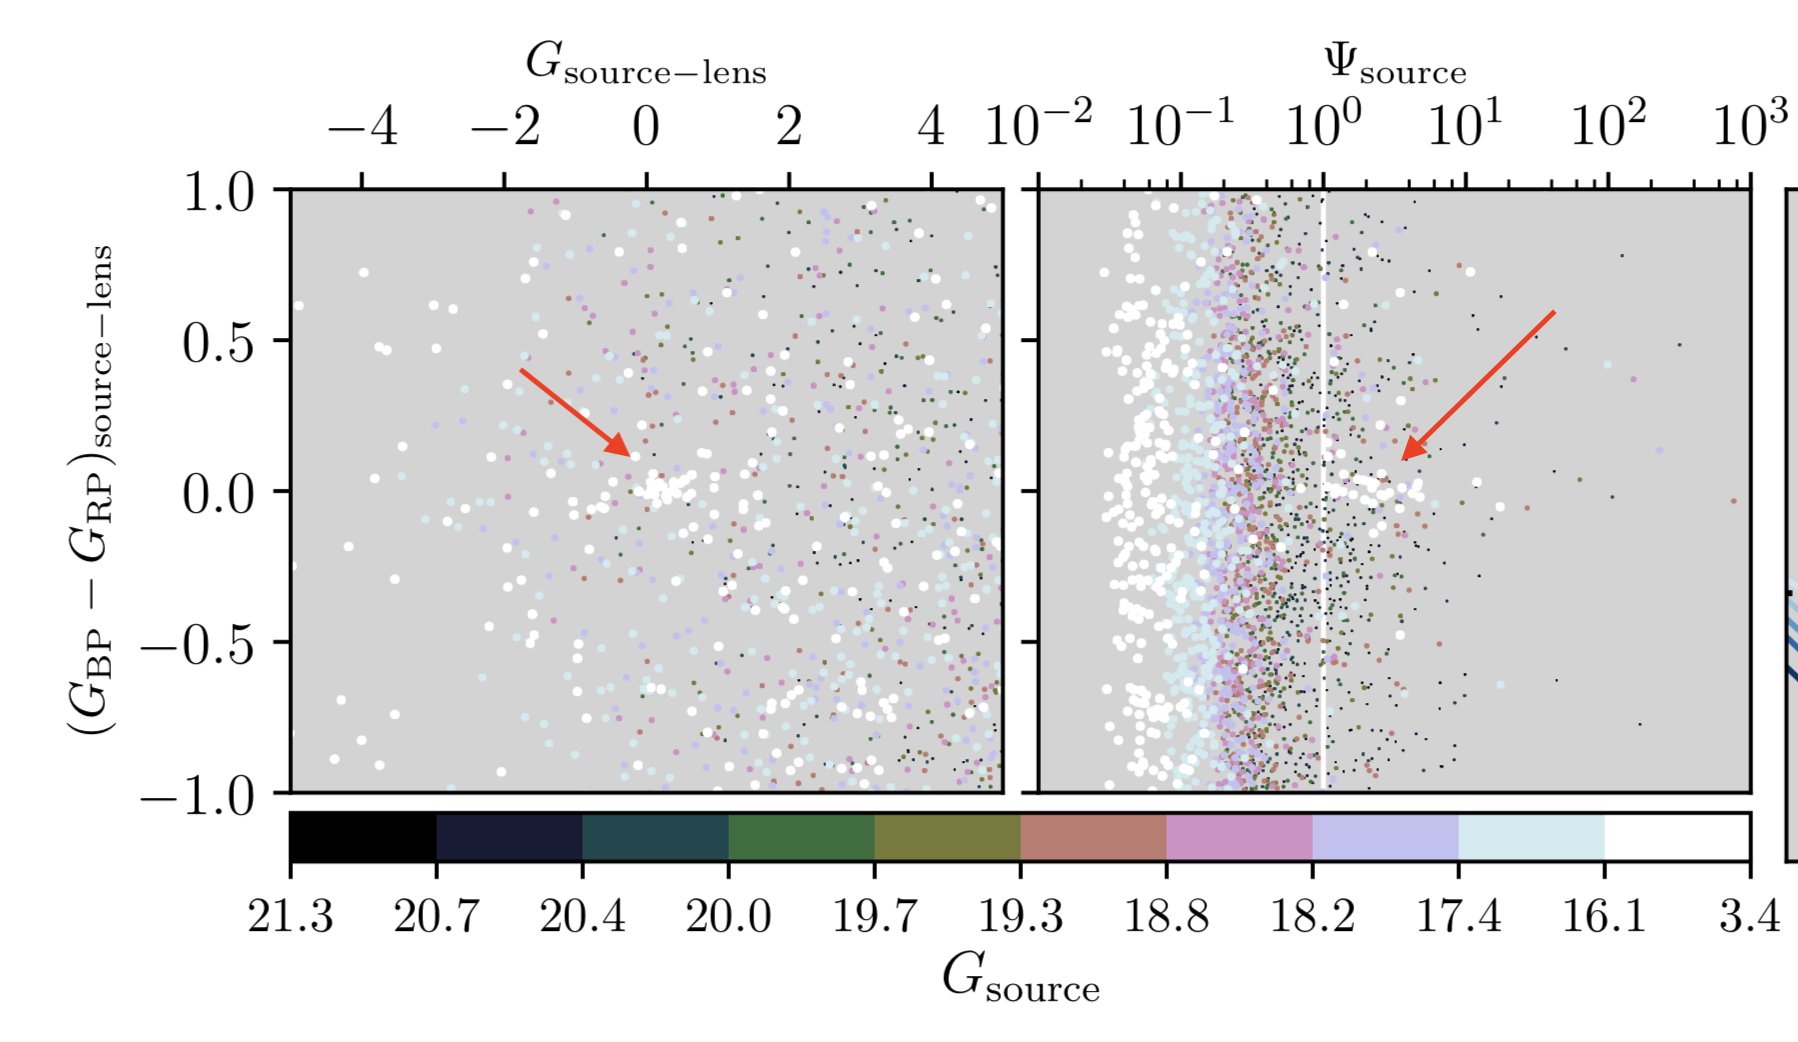 G_source−lens Ψ_source
−4 −2 0 2 4 10^−2 10^−1 10^0 10^1 10^2 10^3
(G_BP − G_RP)_source−lens
1.0
0.5
0.0
−0.5
−1.0
21.3 20.7 20.4 20.0 19.7 19.3 18.8 18.2 17.4 16.1 3.4
G_source